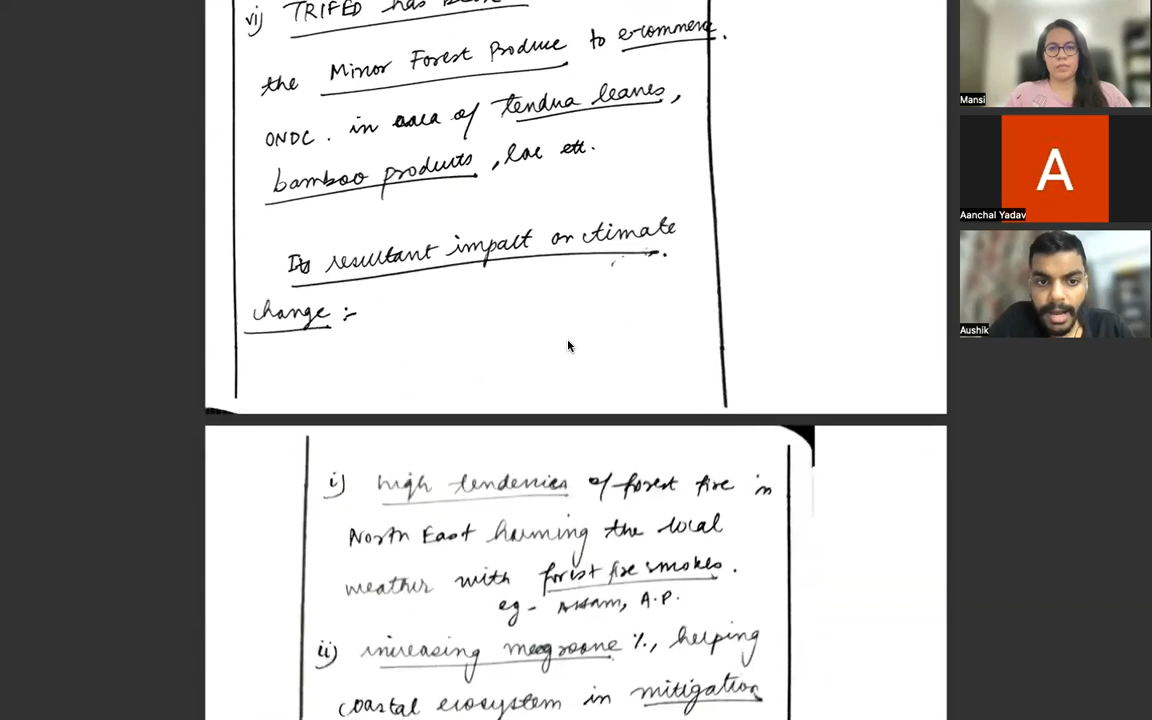 vi) TRIFED has been
the Minor Forest Produce to e-commerce.
ONDC. in area of tendua leaves,
bamboo products, lac etc.
Its resultant impact on climate
change :-
i) high tendencies of forest fire in
North East harming the local
weather with forest fire smokes.
eg - Assam, A.P.
ii) increasing %, helping
coastal ecosystem in mitigation
Mansi
A
Aanchal Yadav
Aushik